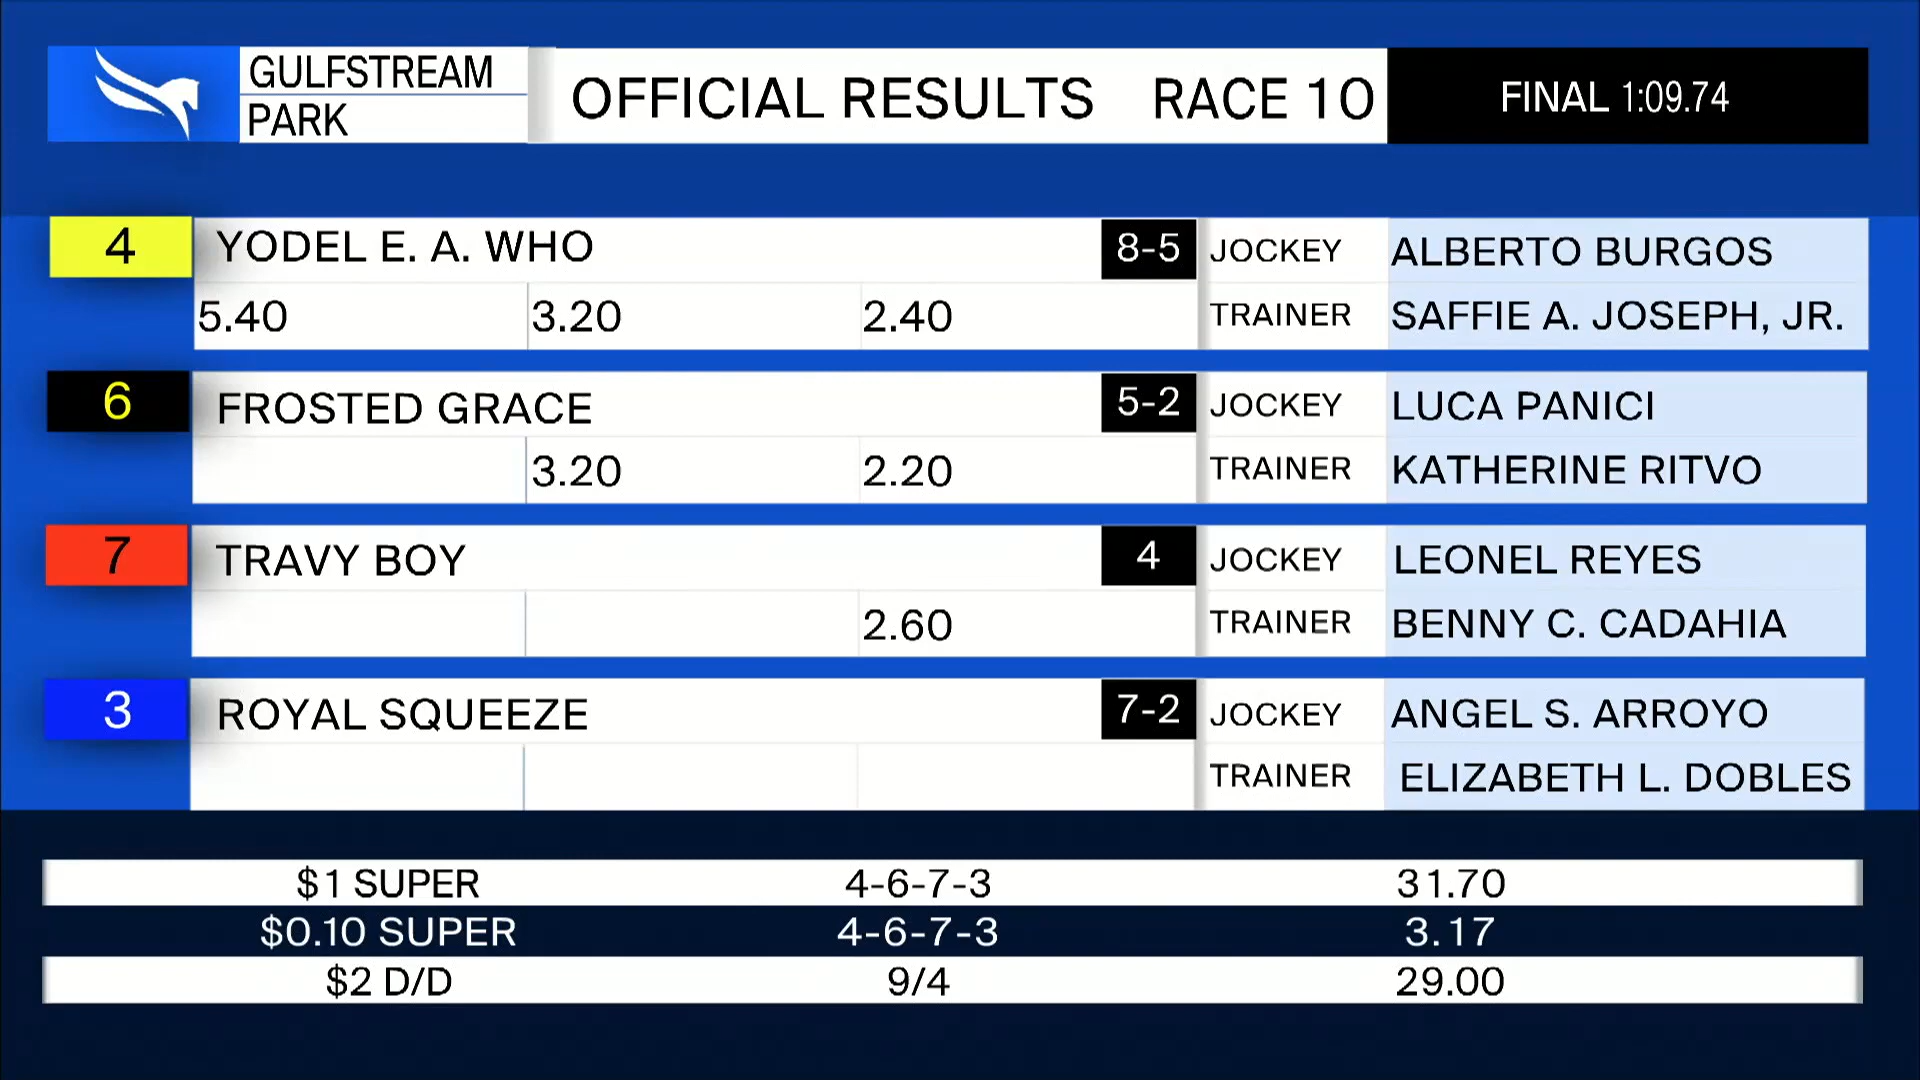 GULFSTREAM
PARK
OFFICIAL RESULTS RACE 10 FINAL 1:09.74
4 YODEL E. A. WHO 8-5 JOCKEY ALBERTO BURGOS
5.40 3.20 2.40 TRAINER SAFFIE A. JOSEPH, JR.
6 FROSTED GRACE 5-2 JOCKEY LUCA PANICI
3.20 2.20 TRAINER KATHERINE RITVO
7 TRAVY BOY 4 JOCKEY LEONEL REYES
2.60 TRAINER BENNY C. CADAHIA
3 ROYAL SQUEEZE 7-2 JOCKEY ANGEL S. ARROYO
TRAINER ELIZABETH L. DOBLES
$1 SUPER 4-6-7-3 31.70
$0.10 SUPER 4-6-7-3 3.17
$2 D/D 9/4 29.00